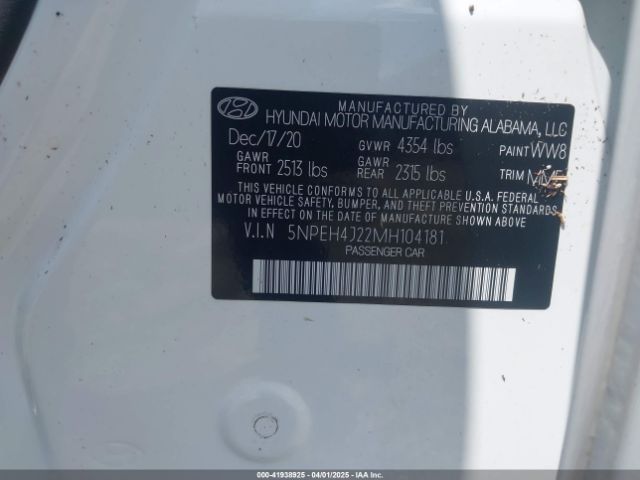 MANUFACTURED BY
HYUNDAI MOTOR MANUFACTURING ALABAMA, LLC
Dec/17/20 GVWR 4354 lbs PAINT WW8
GAWR FRONT 2513 lbs GAWR REAR 2315 lbs TRIM
THIS VEHICLE CONFORMS TO ALL APPLICABLE U.S.A. FEDERAL
MOTOR VEHICLE SAFETY, BUMPER, AND THEFT PREVENTION
STANDARDS IN EFFECT ON THE DATE OF MANUFACTURE SHOWN ABOVE
V.I.N 5NPEH4J22MH104181
PASSENGER CAR
000-41938925 04/01/2025 IAA Holdings, LLC